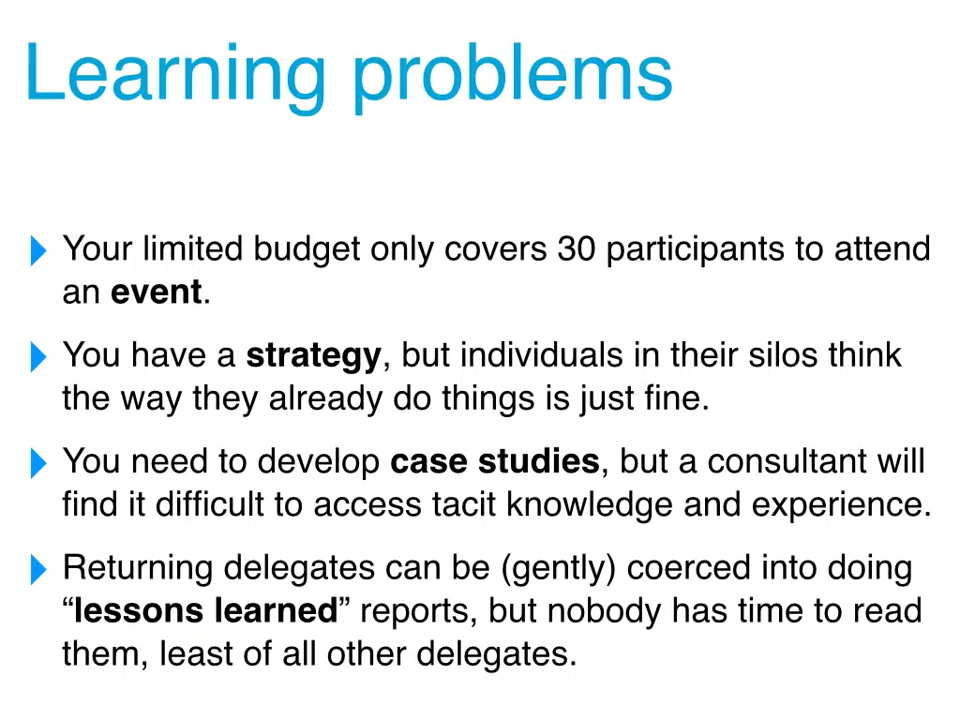 Learning problems
Your limited budget only covers 30 participants to attend
an event.
You have a strategy, but individuals in their silos think
the way they already do things is just fine.
You need to develop case studies, but a consultant will
find it difficult to access tacit knowledge and experience.
Returning delegates can be (gently) coerced into doing
“lessons learned” reports, but nobody has time to read
them, least of all other delegates.